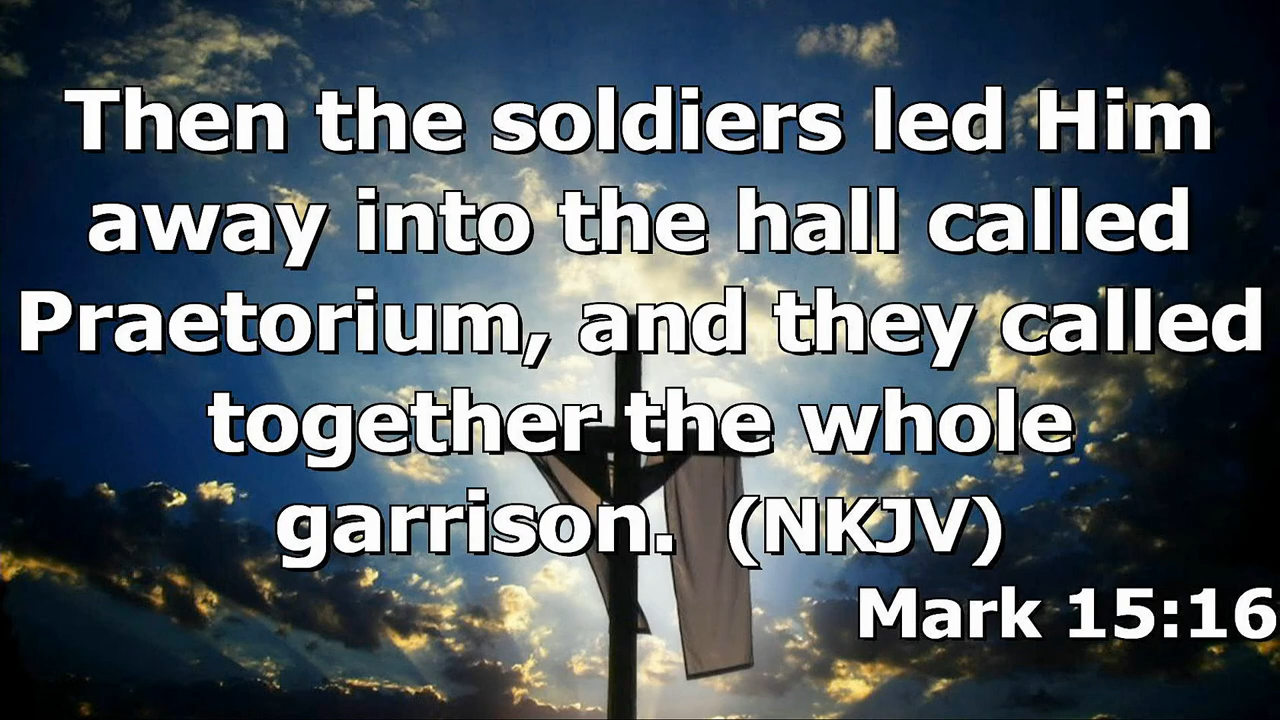 Then the soldiers led Him
away into the hall called
Praetorium, and they called
together the whole
garrison.  (NKJV)
Mark 15:16